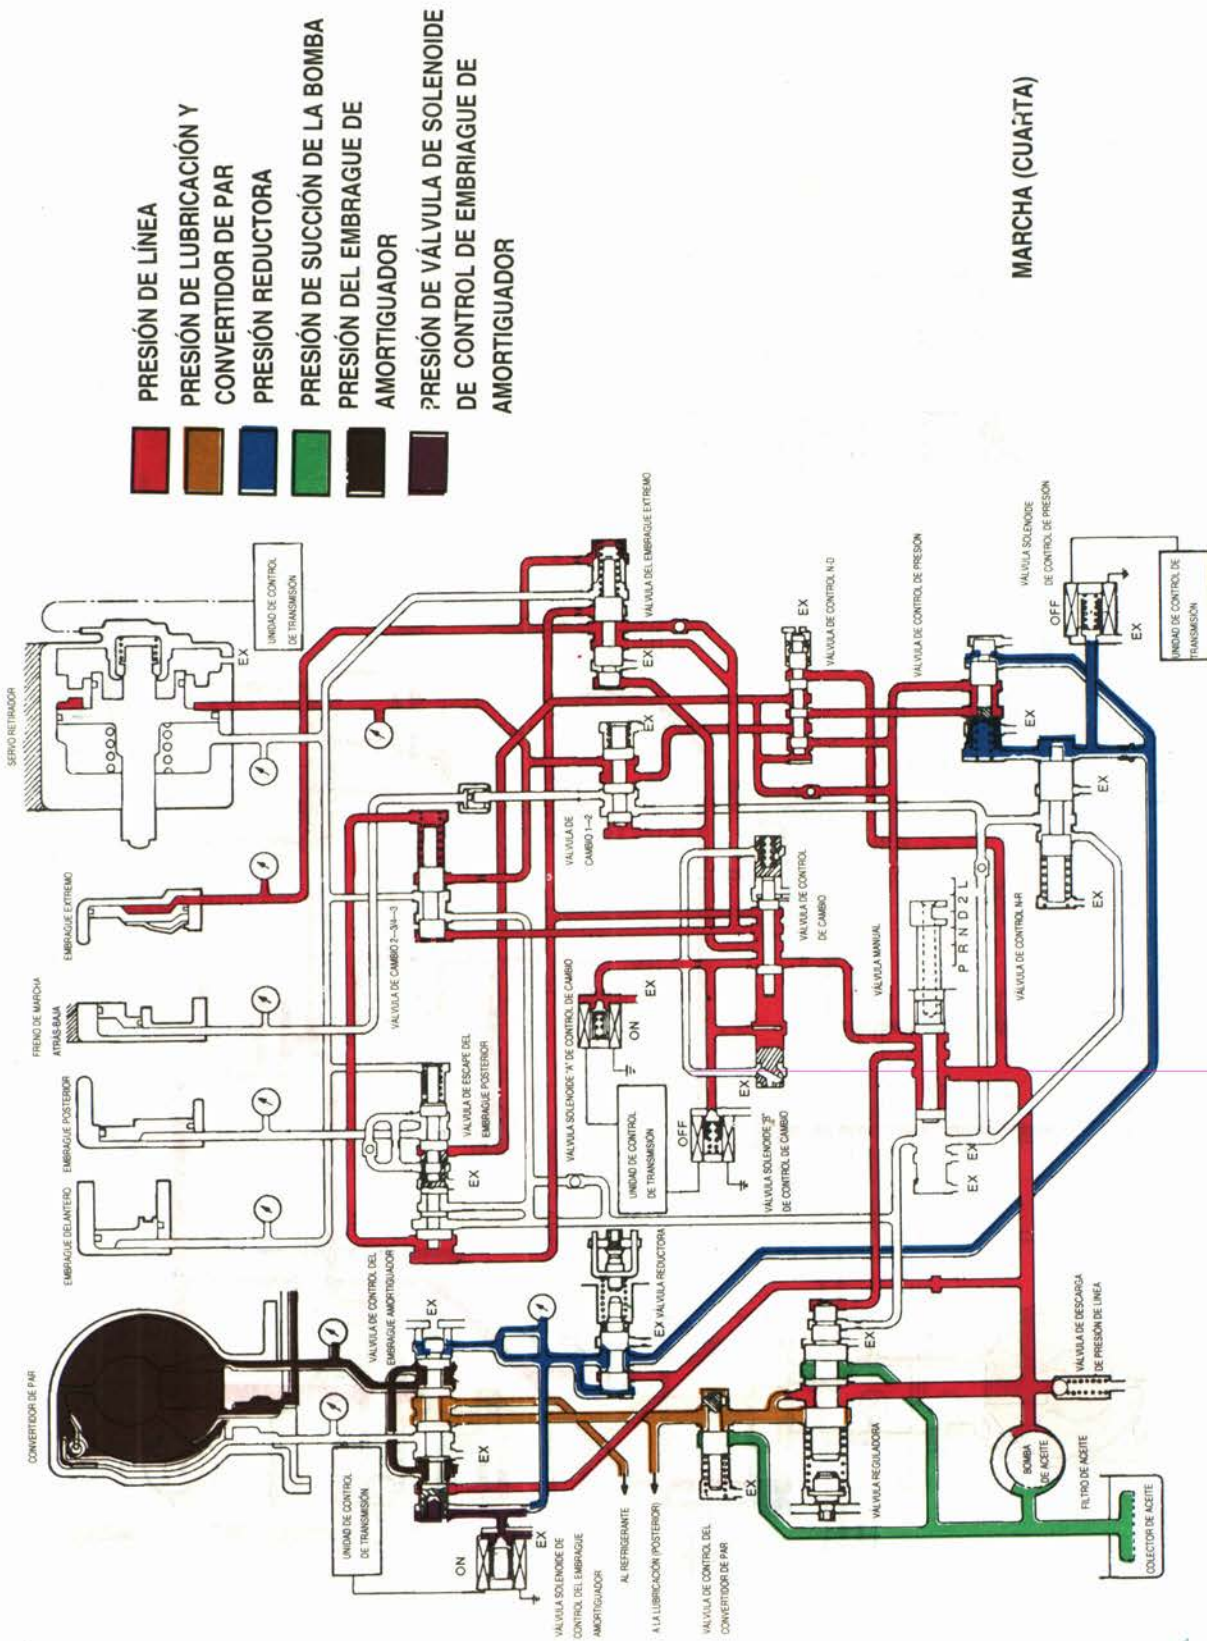 PRESIÓN DE LÍNEA
PRESIÓN DE LUBRICACIÓN Y
CONVERTIDOR DE PAR
PRESIÓN REDUCTORA
PRESIÓN DE SUCCIÓN DE LA BOMBA
PRESIÓN DEL EMBRAGUE DE
AMORTIGUADOR
PRESIÓN DE VÁLVULA DE SOLENOIDE
DE CONTROL DE EMBRIAGUE DE
AMORTIGUADOR
MARCHA (CUARTA)
CONVERTIDOR DE PAR
EMBRAGUE DELANTERO
EMBRAGUE POSTERIOR
FRENO DE MARCHA
ATRÁS-BAJA
EMBRAGUE EXTREMO
SERVO RETIRADOR
UNIDAD DE CONTROL
DE TRANSMISIÓN
EX
VÁLVULA DEL EMBRAGUE EXTREMO
EX
VÁLVULA DE CAMBIO 2—3/4—3
VÁLVULA DE
CAMBIO 1—2
EX
VÁLVULA DE ESCAPE DEL
EMBRAGUE POSTERIOR
EX
VÁLVULA DE CONTROL DEL
EMBRAGUE AMORTIGUADOR
EX
EX
UNIDAD DE CONTROL
DE TRANSMISIÓN
ON
EX
VÁLVULA SOLENOIDE DE
CONTROL DEL EMBRAGUE
AMORTIGUADOR
VÁLVULA SOLENOIDE "A" DE CONTROL DE CAMBIO
EX
ON
UNIDAD DE CONTROL
DE TRANSMISIÓN
OFF
EX
VÁLVULA SOLENOIDE "B"
DE CONTROL DE CAMBIO
VÁLVULA DE CONTROL
DE CAMBIO
VÁLVULA DE CONTROL N-D
EX
VÁLVULA DE CONTROL DE PRESIÓN
EX
VÁLVULA SOLENOIDE
DE CONTROL DE PRESIÓN
OFF
EX
UNIDAD DE CONTROL DE
TRANSMISIÓN
VÁLVULA MANUAL
P R N D 2 L
EX
EX
VÁLVULA DE CONTROL N-R
EX
EX
VÁLVULA REDUCTORA
EX
AL REFRIGERANTE
A LA LUBRICACIÓN (POSTERIOR)
EX
VÁLVULA DE CONTROL DEL
CONVERTIDOR DE PAR
EX
VÁLVULA REGULADORA
VÁLVULA DE DESCARGA
DE PRESIÓN DE LINEA
BOMBA
DE ACEITE
FILTRO DE ACEITE
COLECTOR DE ACEITE